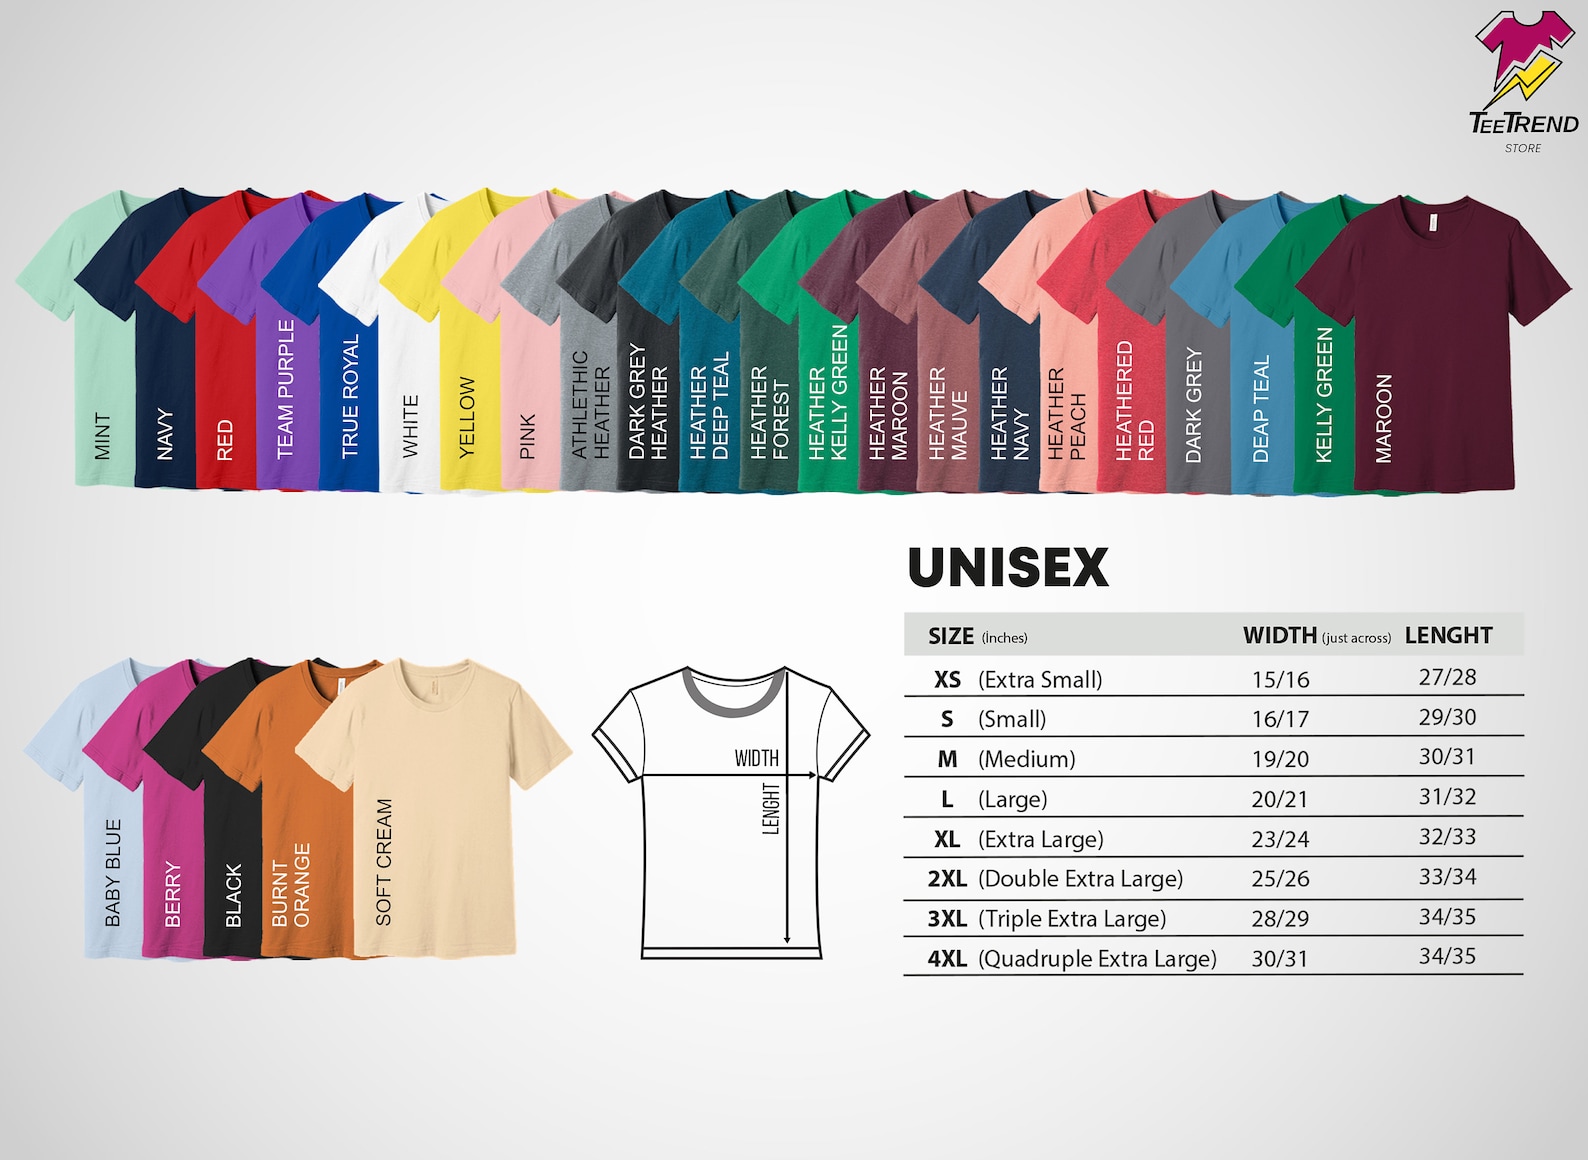 TEETREND
STORE
MINT
NAVY
RED
TEAM PURPLE
TRUE ROYAL
WHITE
YELLOW
PINK
ATHLETHIC
HEATHER
DARK GREY
HEATHER
HEATHER
DEEP TEAL
HEATHER
FOREST
HEATHER
KELLY GREEN
HEATHER
MAROON
HEATHER
MAUVE
HEATHER
NAVY
HEATHER
PEACH
HEATHERED
RED
DARK GREY
DEAP TEAL
KELLY GREEN
MAROON
BABY BLUE
BERRY
BLACK
BURNT
ORANGE
SOFT CREAM
WIDTH
LENGHT
UNISEX
SIZE (inches) WIDTH (just across) LENGHT
XS (Extra Small) 15/16 27/28
S (Small) 16/17 29/30
M (Medium) 19/20 30/31
L (Large) 20/21 31/32
XL (Extra Large) 23/24 32/33
2XL (Double Extra Large) 25/26 33/34
3XL (Triple Extra Large) 28/29 34/35
4XL (Quadruple Extra Large) 30/31 34/35